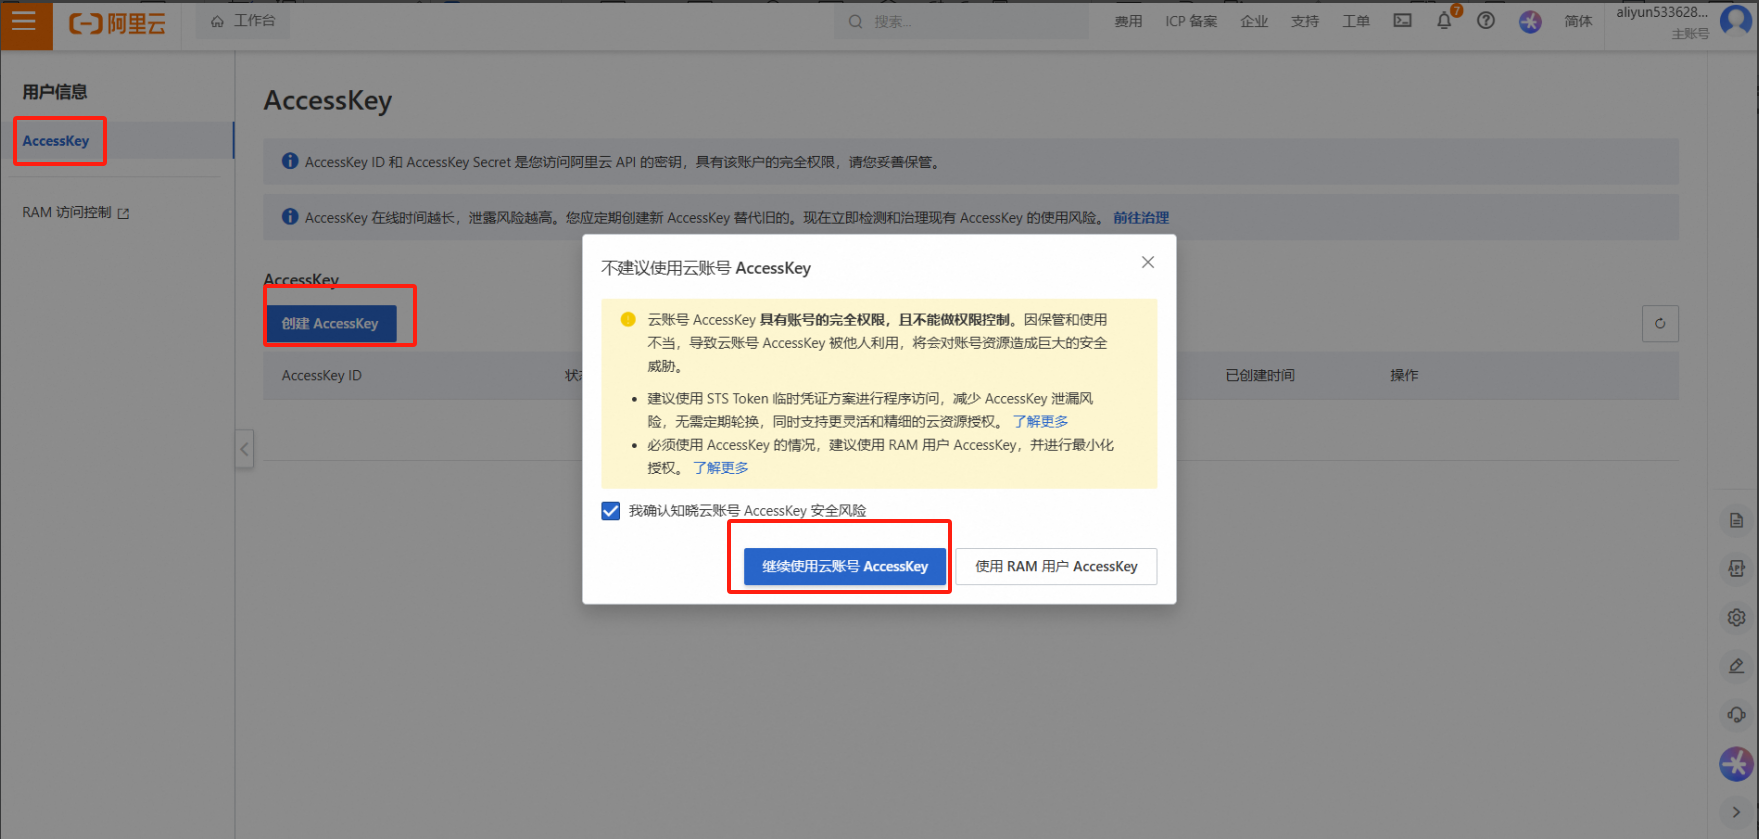 阿里云
工作台
搜索...
费用
ICP 备案
企业
支持
工单
7
简体
aliyun533628...
主账号
用户信息
AccessKey
RAM 访问控制
AccessKey
AccessKey ID 和 AccessKey Secret 是您访问阿里云 API 的密钥，具有该账户的完全权限，请您妥善保管。
AccessKey 在线时间越长，泄露风险越高。您应定期创建新 AccessKey 替代旧的。现在立即检测和治理现有 AccessKey 的使用风险。 前往治理
AccessKey
创建 AccessKey
AccessKey ID
已创建时间
操作
不建议使用云账号 AccessKey
云账号 AccessKey 具有账号的完全权限，且不能做权限控制。因保管和使用
不当，导致云账号 AccessKey 被他人利用，将会对账号资源造成巨大的安全
威胁。
• 建议使用 STS Token 临时凭证方案进行程序访问，减少 AccessKey 泄漏风
险，无需定期轮换，同时支持更灵活和精细的云资源授权。 了解更多
• 必须使用 AccessKey 的情况，建议使用 RAM 用户 AccessKey，并进行最小化
授权。 了解更多
我确认知晓云账号 AccessKey 安全风险
继续使用云账号 AccessKey
使用 RAM 用户 AccessKey
API